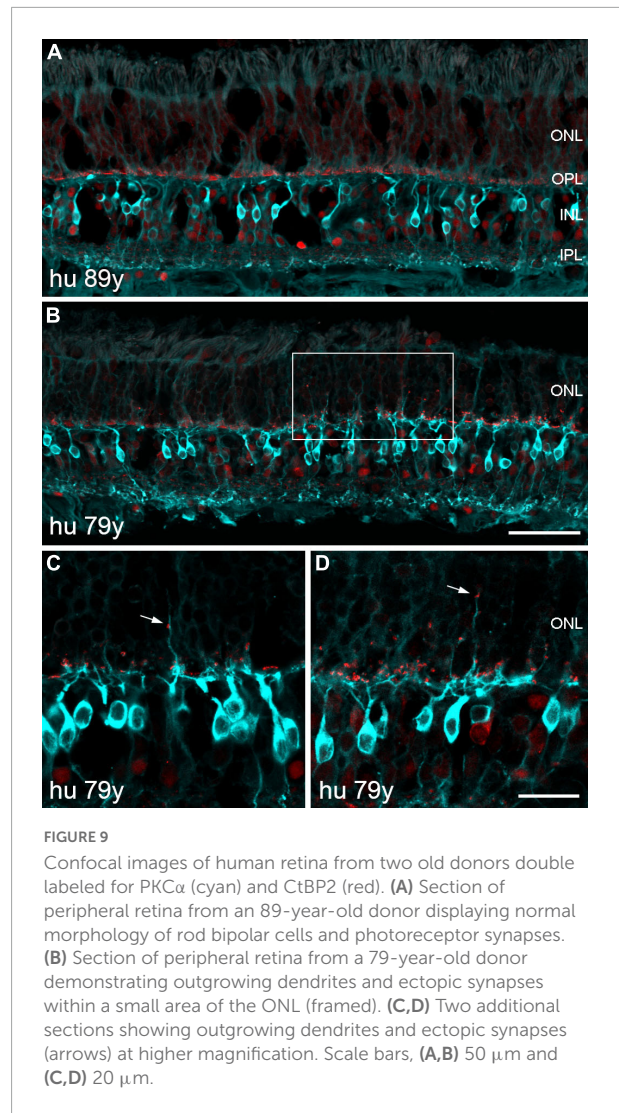 A
ONL
OPL
INL
IPL
hu 89y
B
ONL
hu 79y
C
hu 79y
D
ONL
hu 79y
FIGURE 9
Confocal images of human retina from two old donors double
labeled for PKCα (cyan) and CtBP2 (red). (A) Section of
peripheral retina from an 89-year-old donor displaying normal
morphology of rod bipolar cells and photoreceptor synapses.
(B) Section of peripheral retina from a 79-year-old donor
demonstrating outgrowing dendrites and ectopic synapses
within a small area of the ONL (framed). (C,D) Two additional
sections showing outgrowing dendrites and ectopic synapses
(arrows) at higher magnification. Scale bars, (A,B) 50 μm and
(C,D) 20 μm.